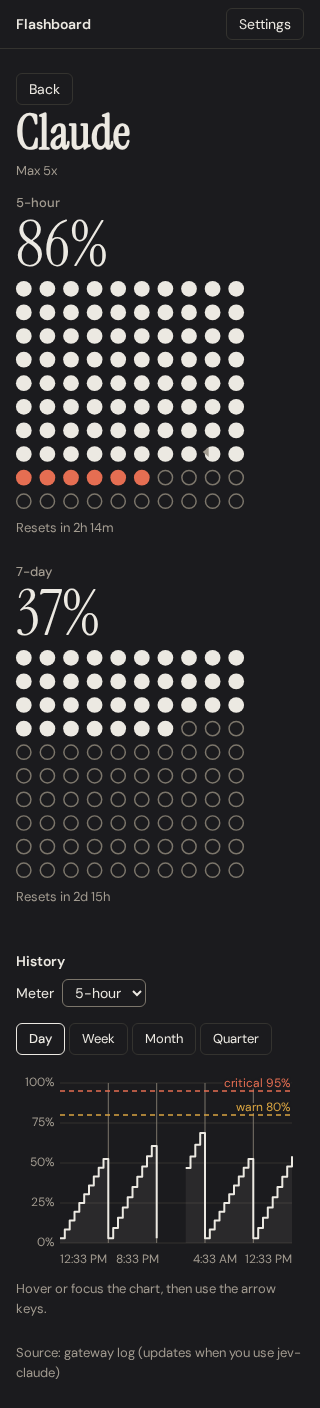 Flashboard
Settings
Back
Claude
Max 5x
5-hour
86%
Resets in 2h 14m
7-day
37%
Resets in 2d 15h
History
Meter 5-hour
Day Week Month Quarter
100%
critical 95%
warn 80%
75%
50%
25%
0%
12:33 PM 8:33 PM 4:33 AM 12:33 PM
Hover or focus the chart, then use the arrow
keys.
Source: gateway log (updates when you use jev-
claude)